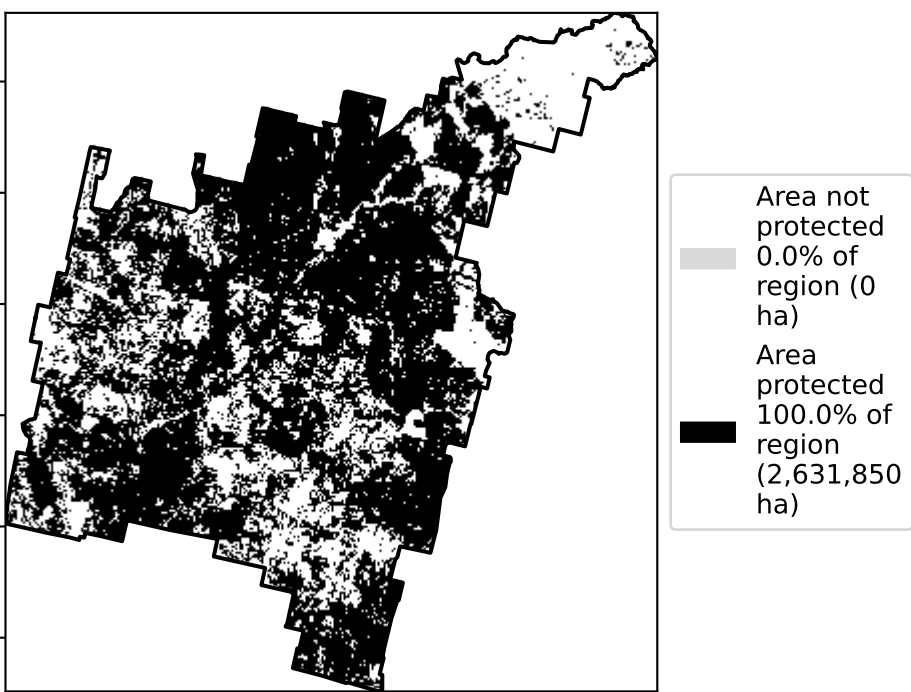 Area not
protected
0.0% of
region (0
ha)
Area
protected
100.0% of
region
(2,631,850
ha)